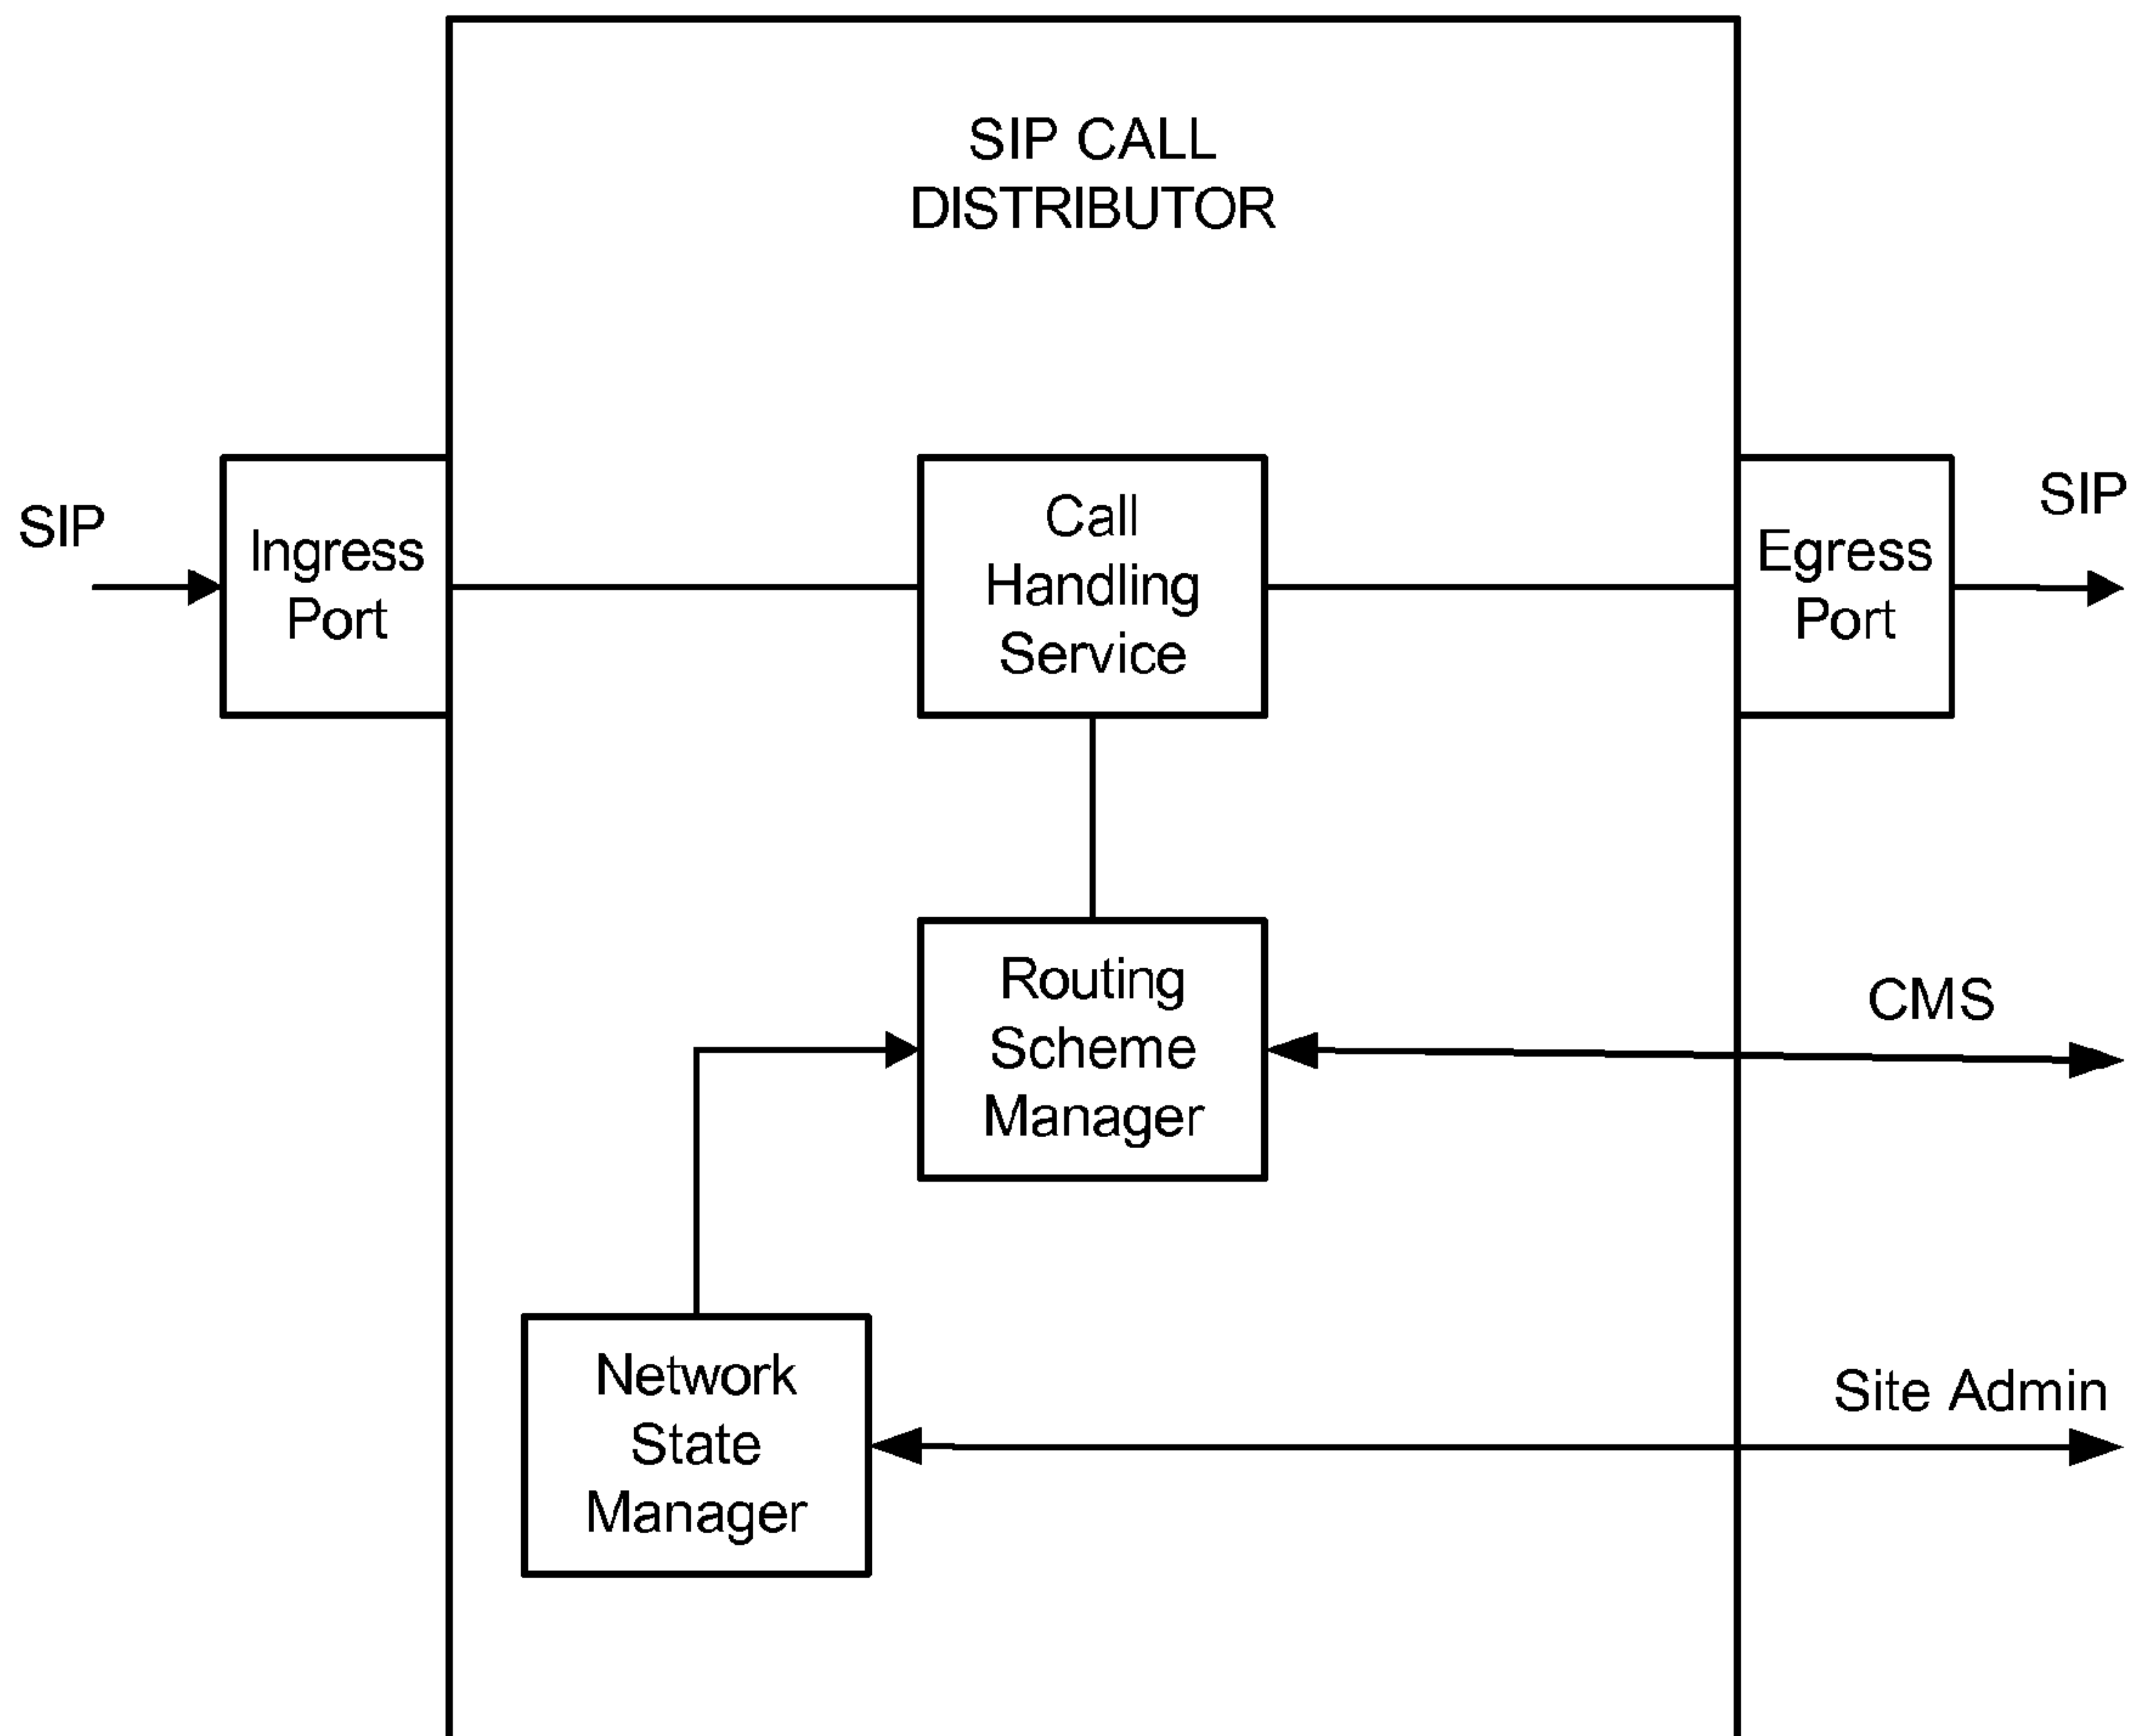 SIP CALL
DISTRIBUTOR
SIP
Ingress
Port
Call
Handling
Service
Egress
Port
SIP
Routing
Scheme
Manager
CMS
Network
State
Manager
Site Admin